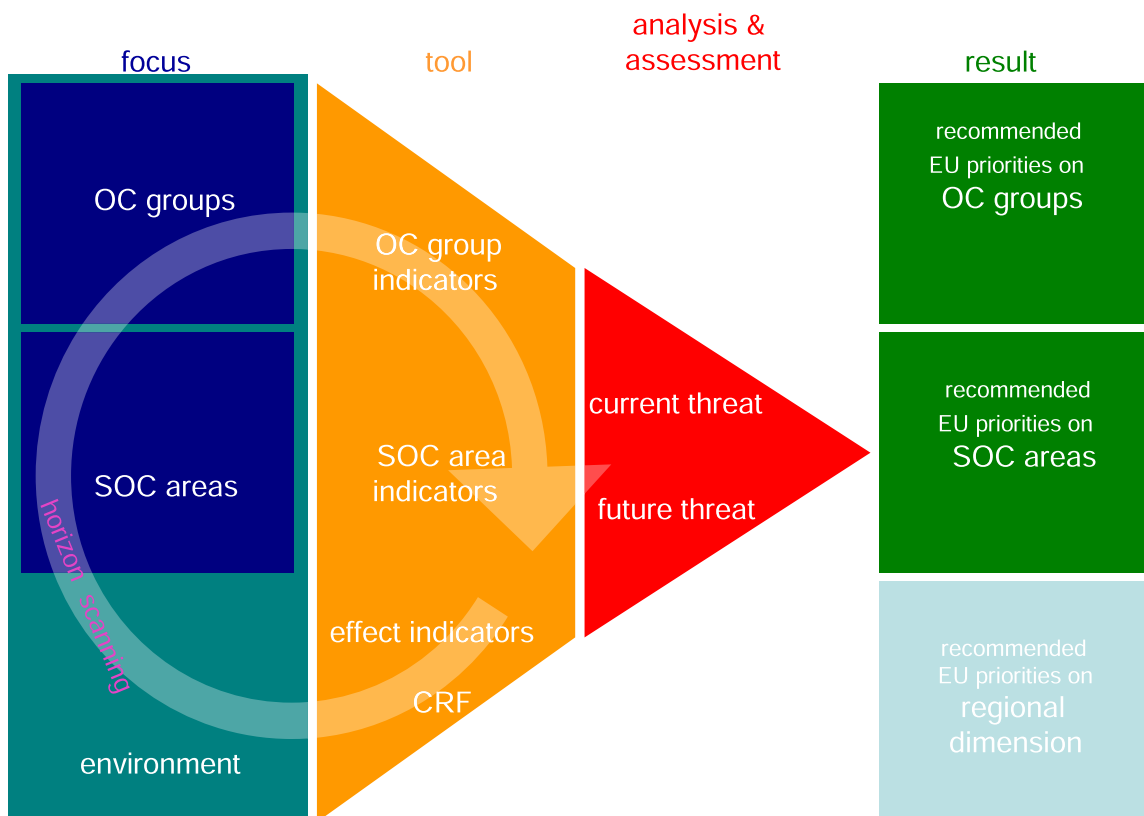 focus
OC groups
SOC areas
horizon scanning
environment
tool
OC group
indicators
SOC area
indicators
effect indicators
CRF
analysis &
assessment
current threat
future threat
result
recommended
EU priorities on
OC groups
recommended
EU priorities on
SOC areas
recommended
EU priorities on
regional
dimension